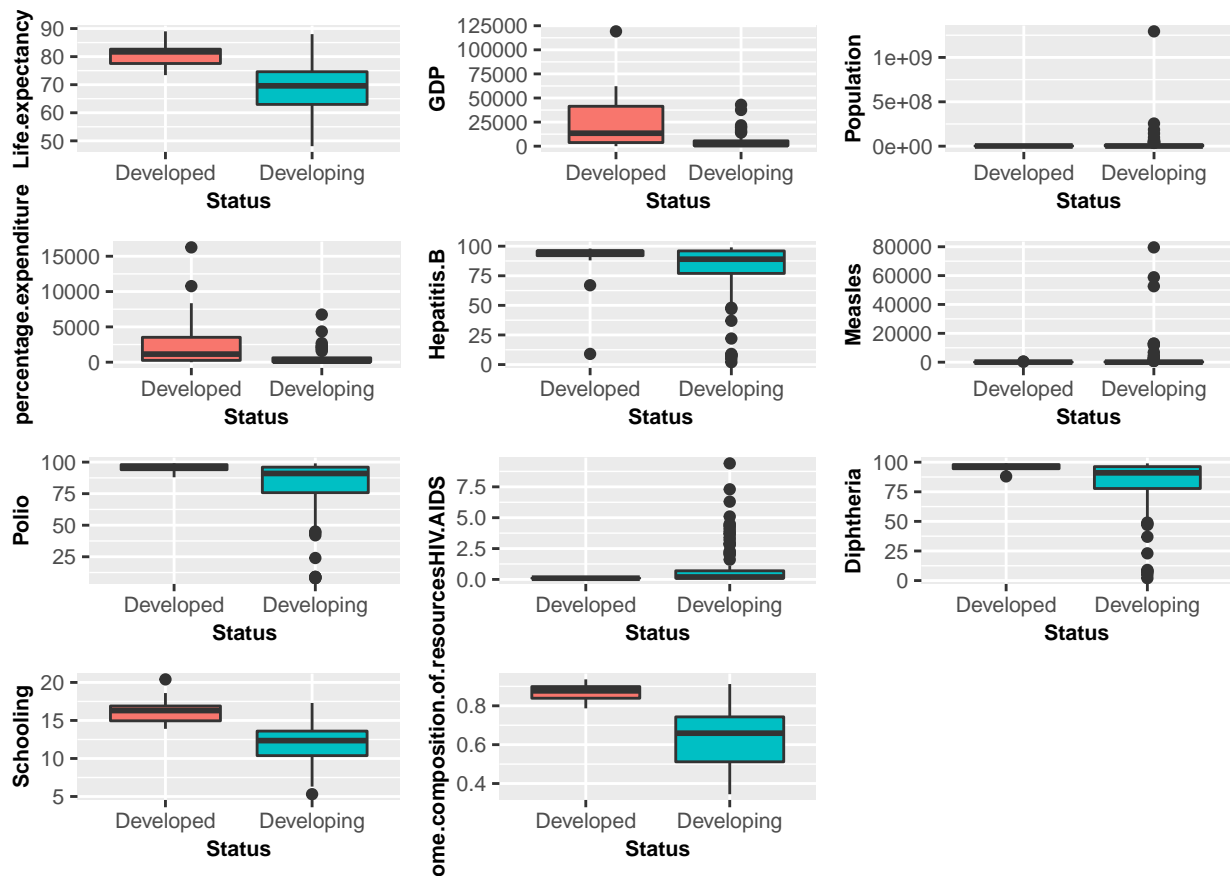 Life.expectancy
90
80
70
60
50
Developed Developing
Status
GDP
125000
100000
75000
50000
25000
0
Developed Developing
Status
Population
1e+09
5e+08
0e+00
Developed Developing
Status
percentage.expenditure
15000
10000
5000
0
Developed Developing
Status
Hepatitis.B
100
75
50
25
0
Developed Developing
Status
Measles
80000
60000
40000
20000
0
Developed Developing
Status
Polio
100
75
50
25
Developed Developing
Status
HIV.AIDS
7.5
5.0
2.5
0.0
Developed Developing
Status
Diphtheria
100
75
50
25
0
Developed Developing
Status
Schooling
20
15
10
5
Developed Developing
Status
ome.composition.of.resources
0.8
0.6
0.4
Developed Developing
Status